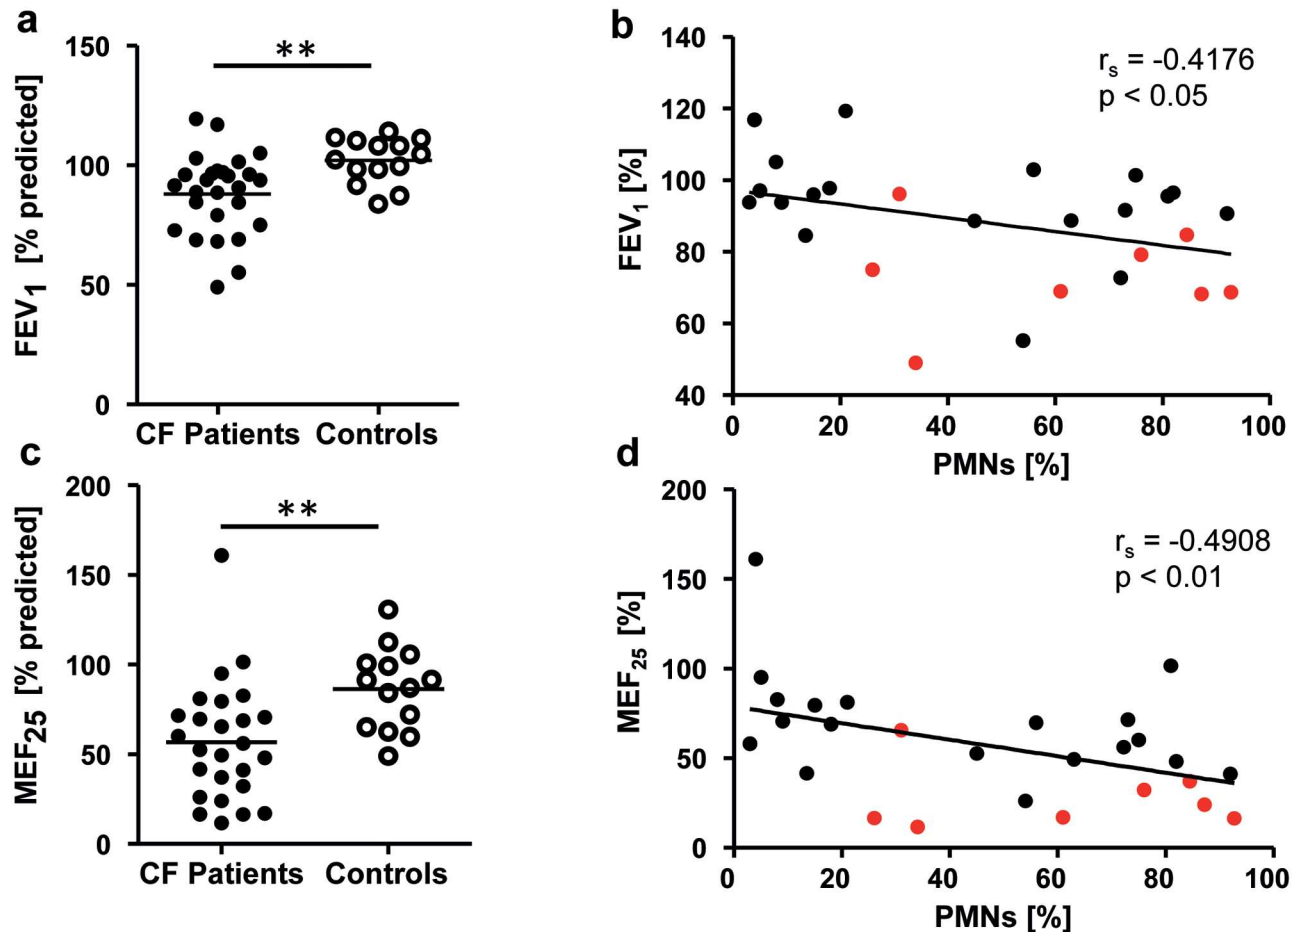 a
FEV1 [% predicted]
150
100
50
0
**
CF Patients
Controls
b
FEV1 [%]
140
120
100
80
60
40
rs = -0.4176
p < 0.05
0
20
40
60
80
100
PMNs [%]
c
MEF25 [% predicted]
200
150
100
50
0
**
CF Patients
Controls
d
MEF25 [%]
200
150
100
50
0
rs = -0.4908
p < 0.01
0
20
40
60
80
100
PMNs [%]